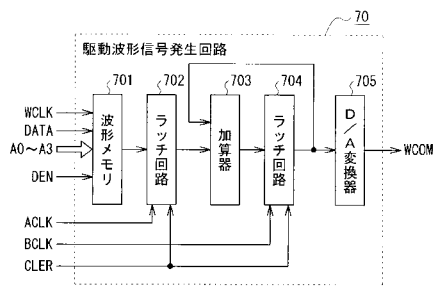 70
駆動波形信号発生回路
701
702
703
704
705
WCLK
DATA
A0～A3
DEN
波形メモリ
ラッチ回路
加算器
ラッチ回路
D/A変換器
WCOM
ACLK
BCLK
CLER